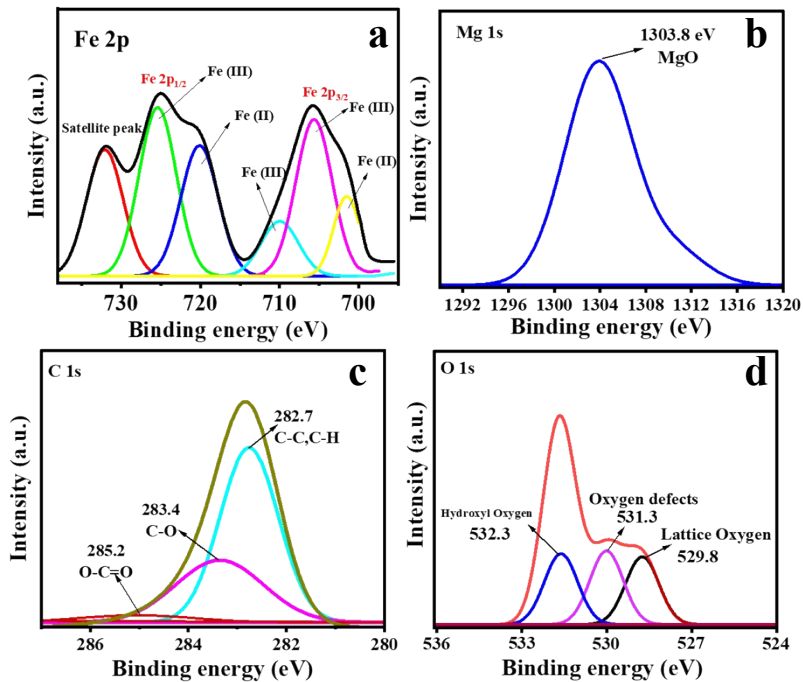 Fe 2p
a
Fe 2p1/2
Fe (III)
Fe 2p3/2
Fe (III)
Satellite peak
Fe (II)
Fe (III)
Fe (II)
Intensity (a.u.)
730 720 710 700
Binding energy (eV)
Mg 1s
b
1303.8 eV
MgO
Intensity (a.u.)
1292 1296 1300 1304 1308 1312 1316 1320
Binding energy (eV)
C 1s
c
282.7
C-C,C-H
283.4
C-O
285.2
O-C=O
Intensity (a.u.)
286 284 282 280
Binding energy (eV)
O 1s
d
Hydroxyl Oxygen
532.3
Oxygen defects
531.3
Lattice Oxygen
529.8
Intensity (a.u.)
536 533 530 527 524
Binding energy (eV)